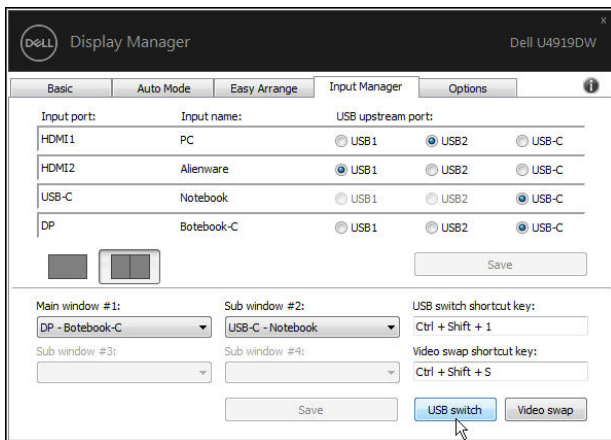 DELL Display Manager Dell U4919DW
x
Basic Auto Mode Easy Arrange Input Manager Options i
Input port: Input name: USB upstream port:
HDMI1 PC USB1 USB2 USB-C
HDMI2 Alienware USB1 USB2 USB-C
USB-C Notebook USB1 USB2 USB-C
DP Botebook-C USB1 USB2 USB-C
Save
Main window #1: Sub window #2: USB switch shortcut key:
DP - Botebook-C USB-C - Notebook Ctrl + Shift + 1
Sub window #3: Sub window #4: Video swap shortcut key:
Ctrl + Shift + S
Save USB switch Video swap